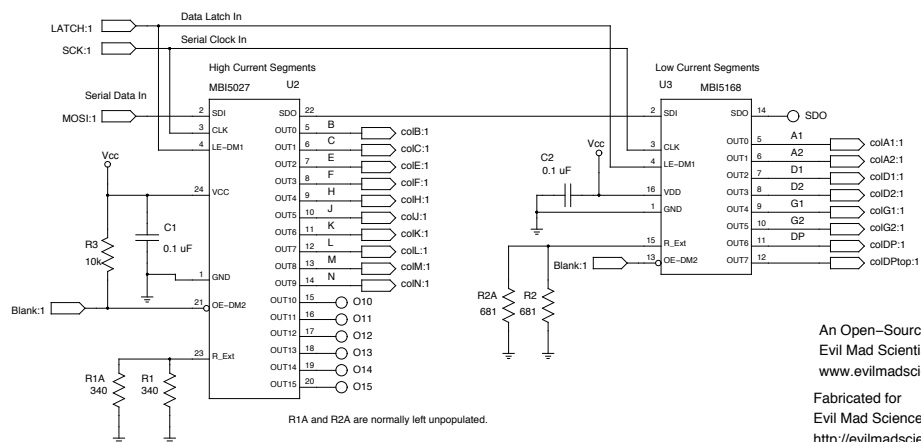 Data Latch In
LATCH:1
Serial Clock In
SCK:1
High Current Segments
MBI5027 U2
Serial Data In
MOSI:1
2 SDI
3 CLK
4 LE-DM1
Vcc
24 VCC
C1
0.1 uF
R3
10k
1 GND
Blank:1
21 OE-DM2
23 R_Ext
R1A
340
R1
340
SDO 22
OUT0 5 B colB:1
OUT1 6 C colC:1
OUT2 7 E colE:1
OUT3 8 F colF:1
OUT4 9 H colH:1
OUT5 10 J colJ:1
OUT6 11 K colK:1
OUT7 12 L colL:1
OUT8 13 M colM:1
OUT9 14 N colN:1
OUT10 15 O10
OUT11 16 O11
OUT12 17 O12
OUT13 18 O13
OUT14 19 O14
OUT15 20 O15
R1A and R2A are normally left unpopulated.
Low Current Segments
U3 MBI5168
2 SDI
3 CLK
4 LE-DM1
Vcc
C2
0.1 uF
16 VDD
1 GND
15 R_Ext
Blank:1
13 OE-DM2
R2A
681
R2
681
SDO 14 SDO
OUT0 5 A1 colA1:1
OUT1 6 A2 colA2:1
OUT2 7 D1 colD1:1
OUT3 8 D2 colD2:1
OUT4 9 G1 colG1:1
OUT5 10 G2 colG2:1
OUT6 11 DP colDP:1
OUT7 12 colDPtop:1
An Open-Sourc
Evil Mad Scienti
www.evilmadsci
Fabricated for
Evil Mad Science
http://evilmadscie